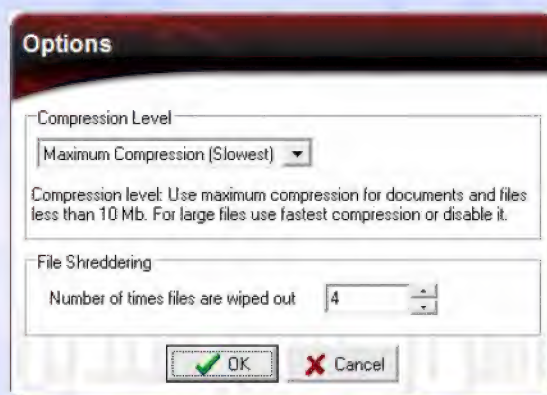 Options
Compression Level
Maximum Compression (Slowest)
Compression level: Use maximum compression for documents and files
less than 10 Mb. For large files use fastest compression or disable it.
File Shreddering
Number of times files are wiped out 4
OK Cancel